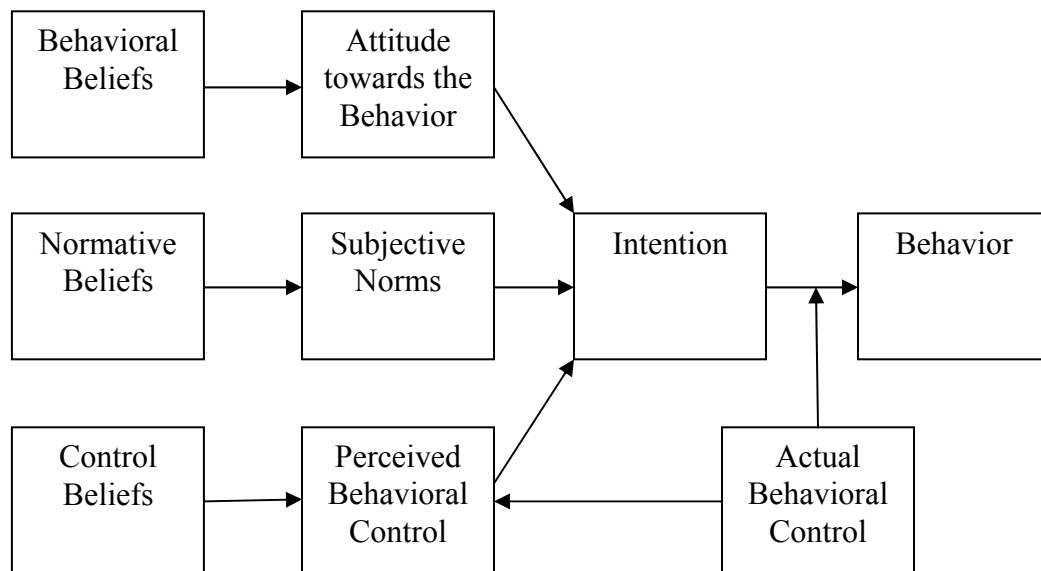 Behavioral
Beliefs
Attitude
towards the
Behavior
Normative
Beliefs
Subjective
Norms
Intention
Behavior
Control
Beliefs
Perceived
Behavioral
Control
Actual
Behavioral
Control